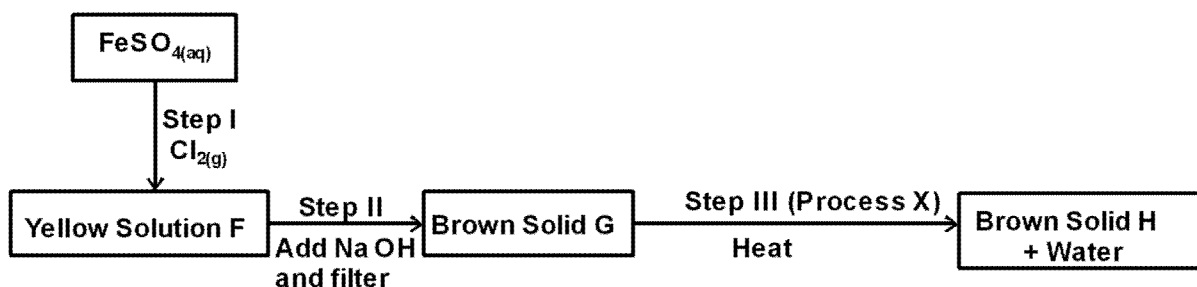 FeSO4(aq)
Step I
Cl2(g)
Yellow Solution F
Step II
Add Na OH
and filter
Brown Solid G
Step III (Process X)
Heat
Brown Solid H
+ Water